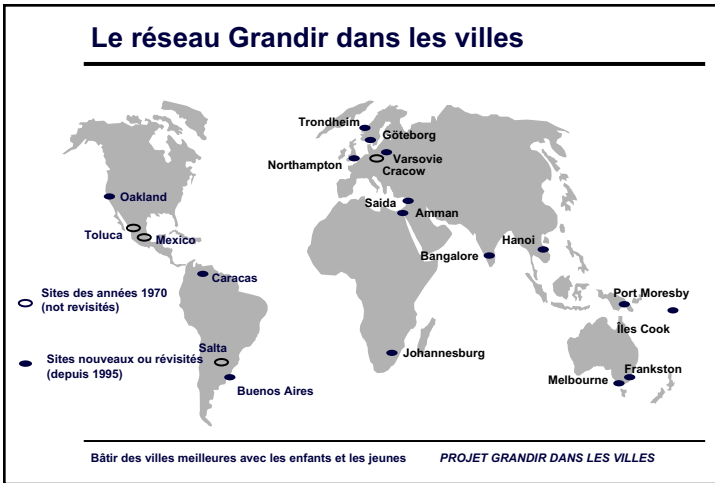 Le réseau Grandir dans les villes
Trondheim
Göteborg
Northampton
Varsovie
Cracow
Oakland
Saida
Amman
Toluca
Mexico
Hanoi
Bangalore
Caracas
Sites des années 1970
(not revisités)
Port Moresby
Îles Cook
Salta
Sites nouveaux ou révisités
(depuis 1995)
Johannesburg
Buenos Aires
Melbourne
Frankston
Bâtir des villes meilleures avec les enfants et les jeunes PROJET GRANDIR DANS LES VILLES